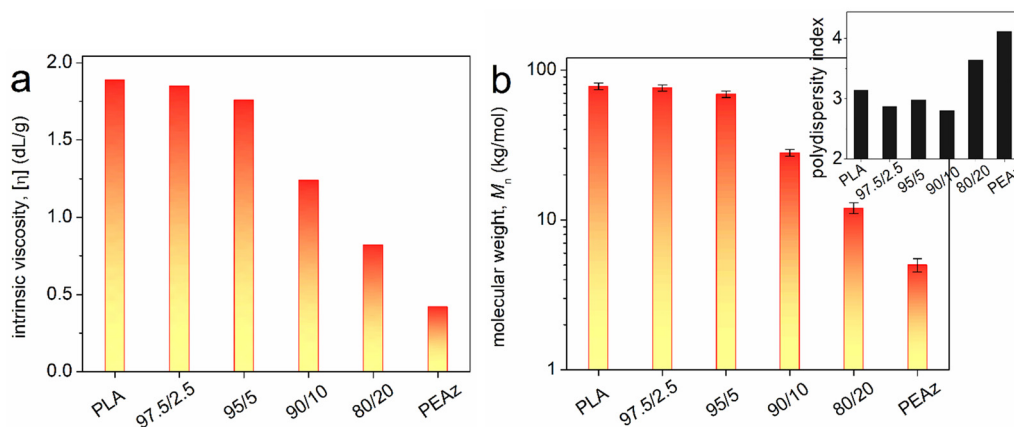 a
intrinsic viscosity, [η] (dL/g)
2.0
1.5
1.0
0.5
0.0
PLA
97.5/2.5
95/5
90/10
80/20
PEAz
b
molecular weight, Mn (kg/mol)
100
10
1
PLA
97.5/2.5
95/5
90/10
80/20
PEAz
polydispersity index
4
3
2
PLA
97.5/2.5
95/5
90/10
80/20
PEAz